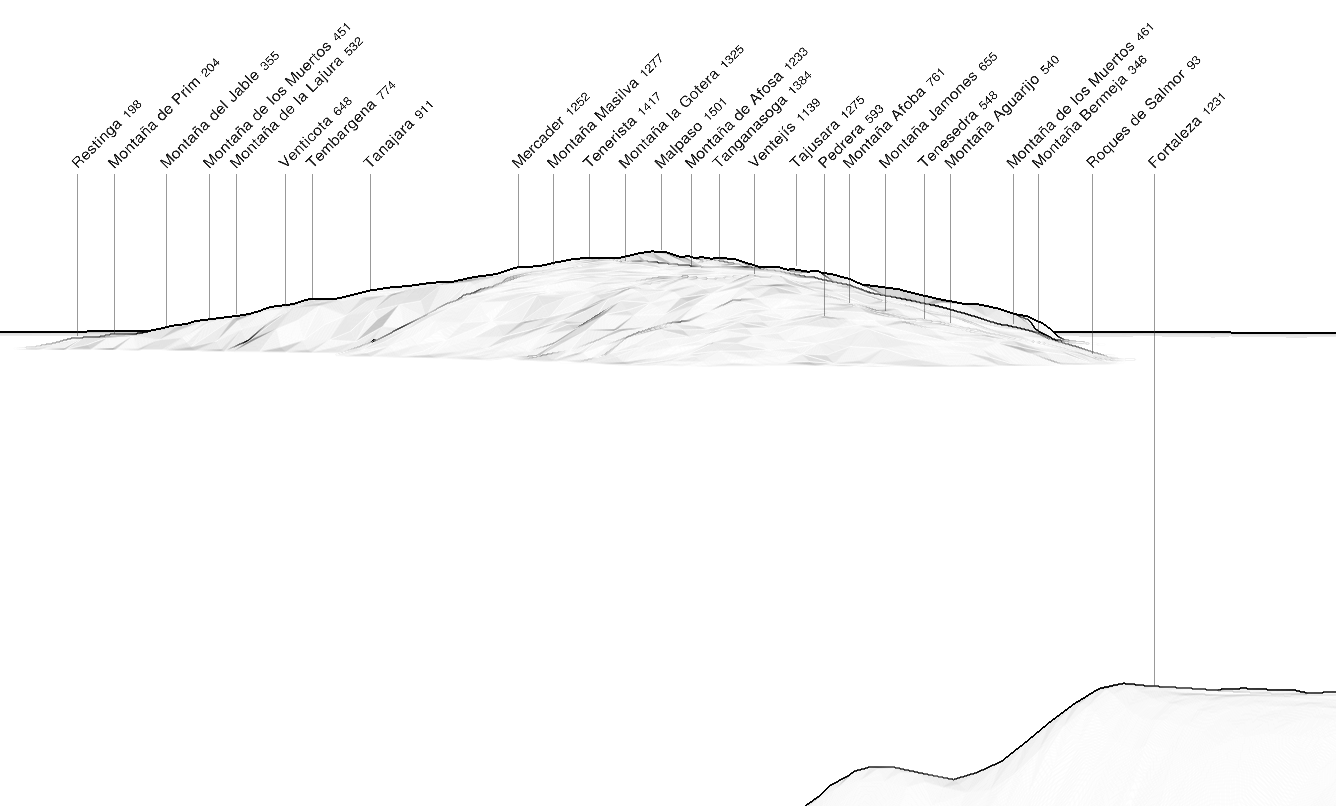 Restinga 198
Montaña de Prim 204
Montaña del Jable 355
Montaña de los Muertos 451
Montaña de la Lajura 532
Venticota 648
Tembargena 774
Tanajara 911
Mercader 1252
Montaña Masilva 1277
Tenerista 1417
Montaña la Gotera 1325
Malpaso 1501
Montaña de Afosa 1233
Tanganasoga 1384
Ventejís 1139
Tajusara 1275
Pedrera 593
Montaña Afoba 761
Montaña Jamones 655
Tenesedra 548
Montaña Aguarijo 540
Montaña de los Muertos 461
Montaña Bermeja 346
Roques de Salmor 93
Fortaleza 1231